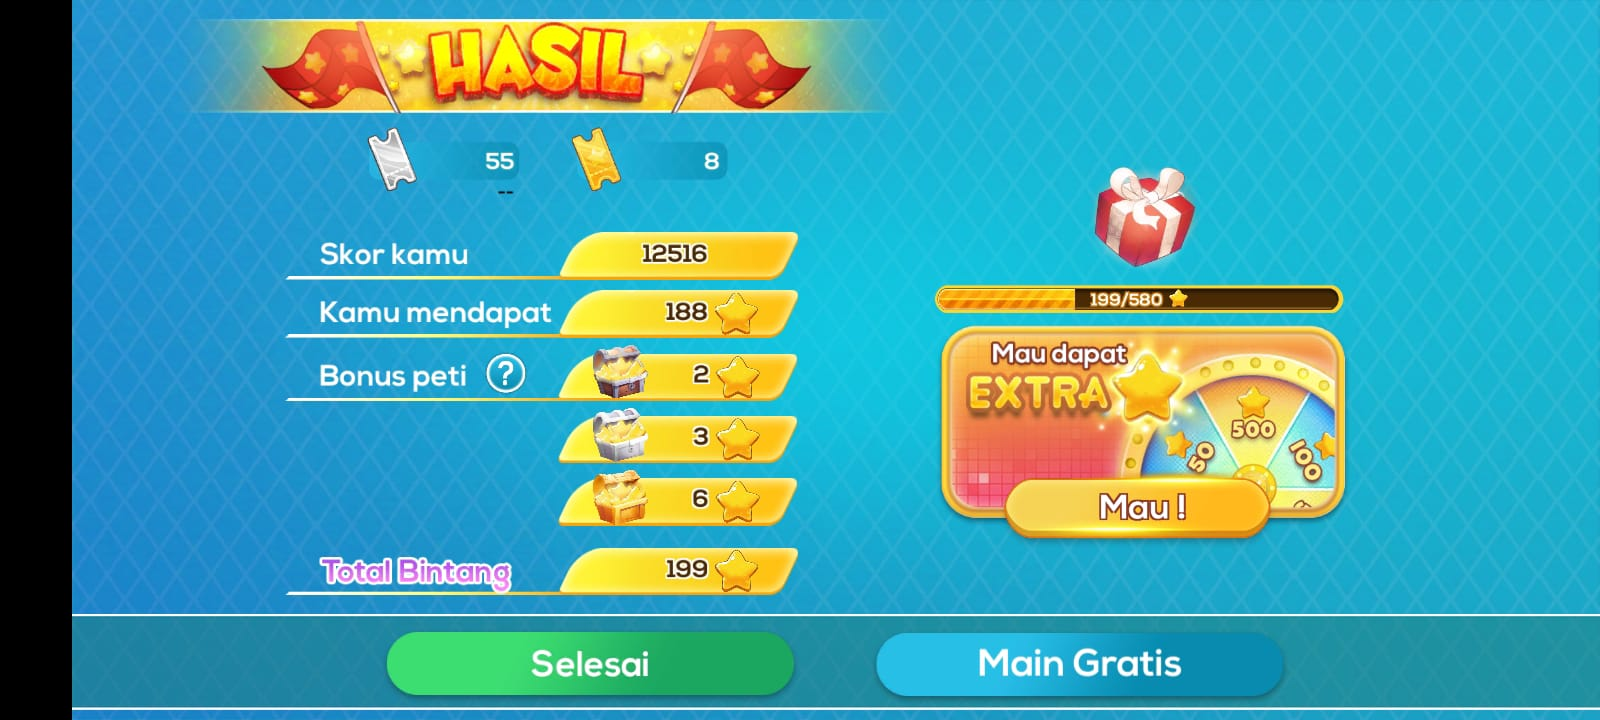 HASIL
55
8
--
Skor kamu 12516
Kamu mendapat 188
Bonus peti ? 2
3
6
Total Bintang 199
199/580
Mau dapat
EXTRA
50
500
100
Mau !
Selesai
Main Gratis